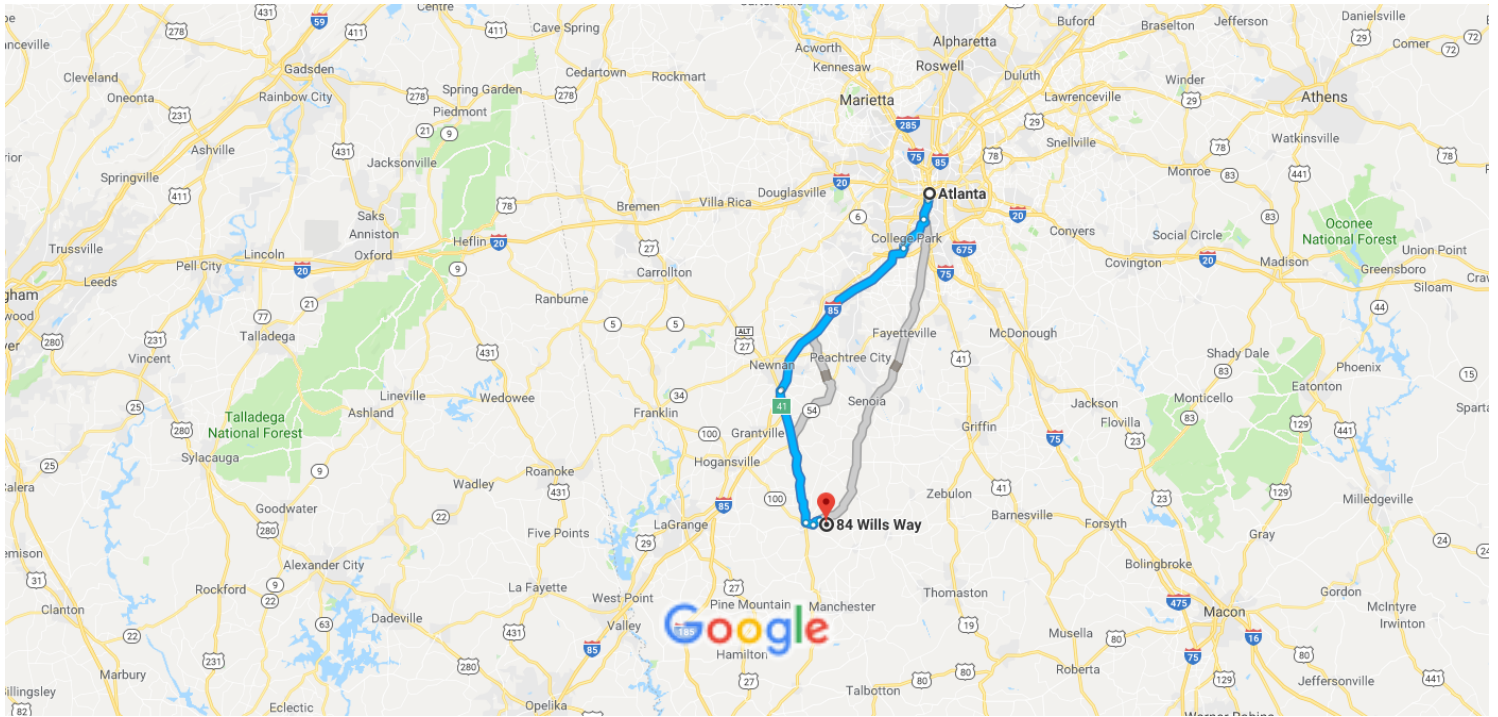 431
59
278
278
411
Cave Spring
Cartersville
Buford
Braselton
Jefferson
Danielsville
Alpharetta
Acworth
Kennesaw
Roswell
Duluth
Comer
72
72
Cleveland
Gadsden
Cedartown
Rockmart
Winder
Oneonta
Rainbow City
Spring Garden
278
Marietta
Lawrenceville
29
Athens
231
Piedmont
285
29
Watkinsville
21
9
Snellville
78
78
Ashville
431
Jacksonville
75
85
78
Monroe
83
441
Springville
411
20
Douglasville
Atlanta
Saks
Anniston
78
Bremen
Villa Rica
6
20
83
Oconee
National Forest
Trussville
Lincoln
Oxford
Heflin
20
27
College Park
675
Conyers
Social Circle
Union Point
Pell City
20
9
Carrollton
75
Covington
20
Madison
Greensboro
Leeds
278
Siloam
21
Ranburne
85
44
77
5
5
ALT
27
Fayetteville
McDonough
280
Talladega
431
41
Shady Dale
Vincent
Newnan
Peachtree City
83
Phoenix
231
Eatonton
15
Lineville
Wedowee
34
41
Senoia
Jackson
Monticello
Talladega
National Forest
Ashland
Franklin
54
Flovilla
83
129
280
100
Grantville
Griffin
75
23
129
441
Sylacauga
9
Hogansville
25
Roanoke
100
Zebulon
41
Milledgeville
Calera
Wadley
431
85
Barnesville
23
129
Goodwater
22
LaGrange
84 Wills Way
Forsyth
Gray
280
Five Points
29
24
24
Alexander City
Bolingbroke
31
Rockford
9
La Fayette
27
Thomaston
Gordon
22
West Point
Pine Mountain
Manchester
475
Macon
McIntyre
Clanton
Dadeville
Google
Irwinton
22
63
431
Valley
185
19
Musella
16
231
85
Hamilton
80
75
Marbury
280
27
Roberta
80
129
80
Jeffersonville
441
82
Eclectic
Opelika
Talbotton
80
Warner Robins